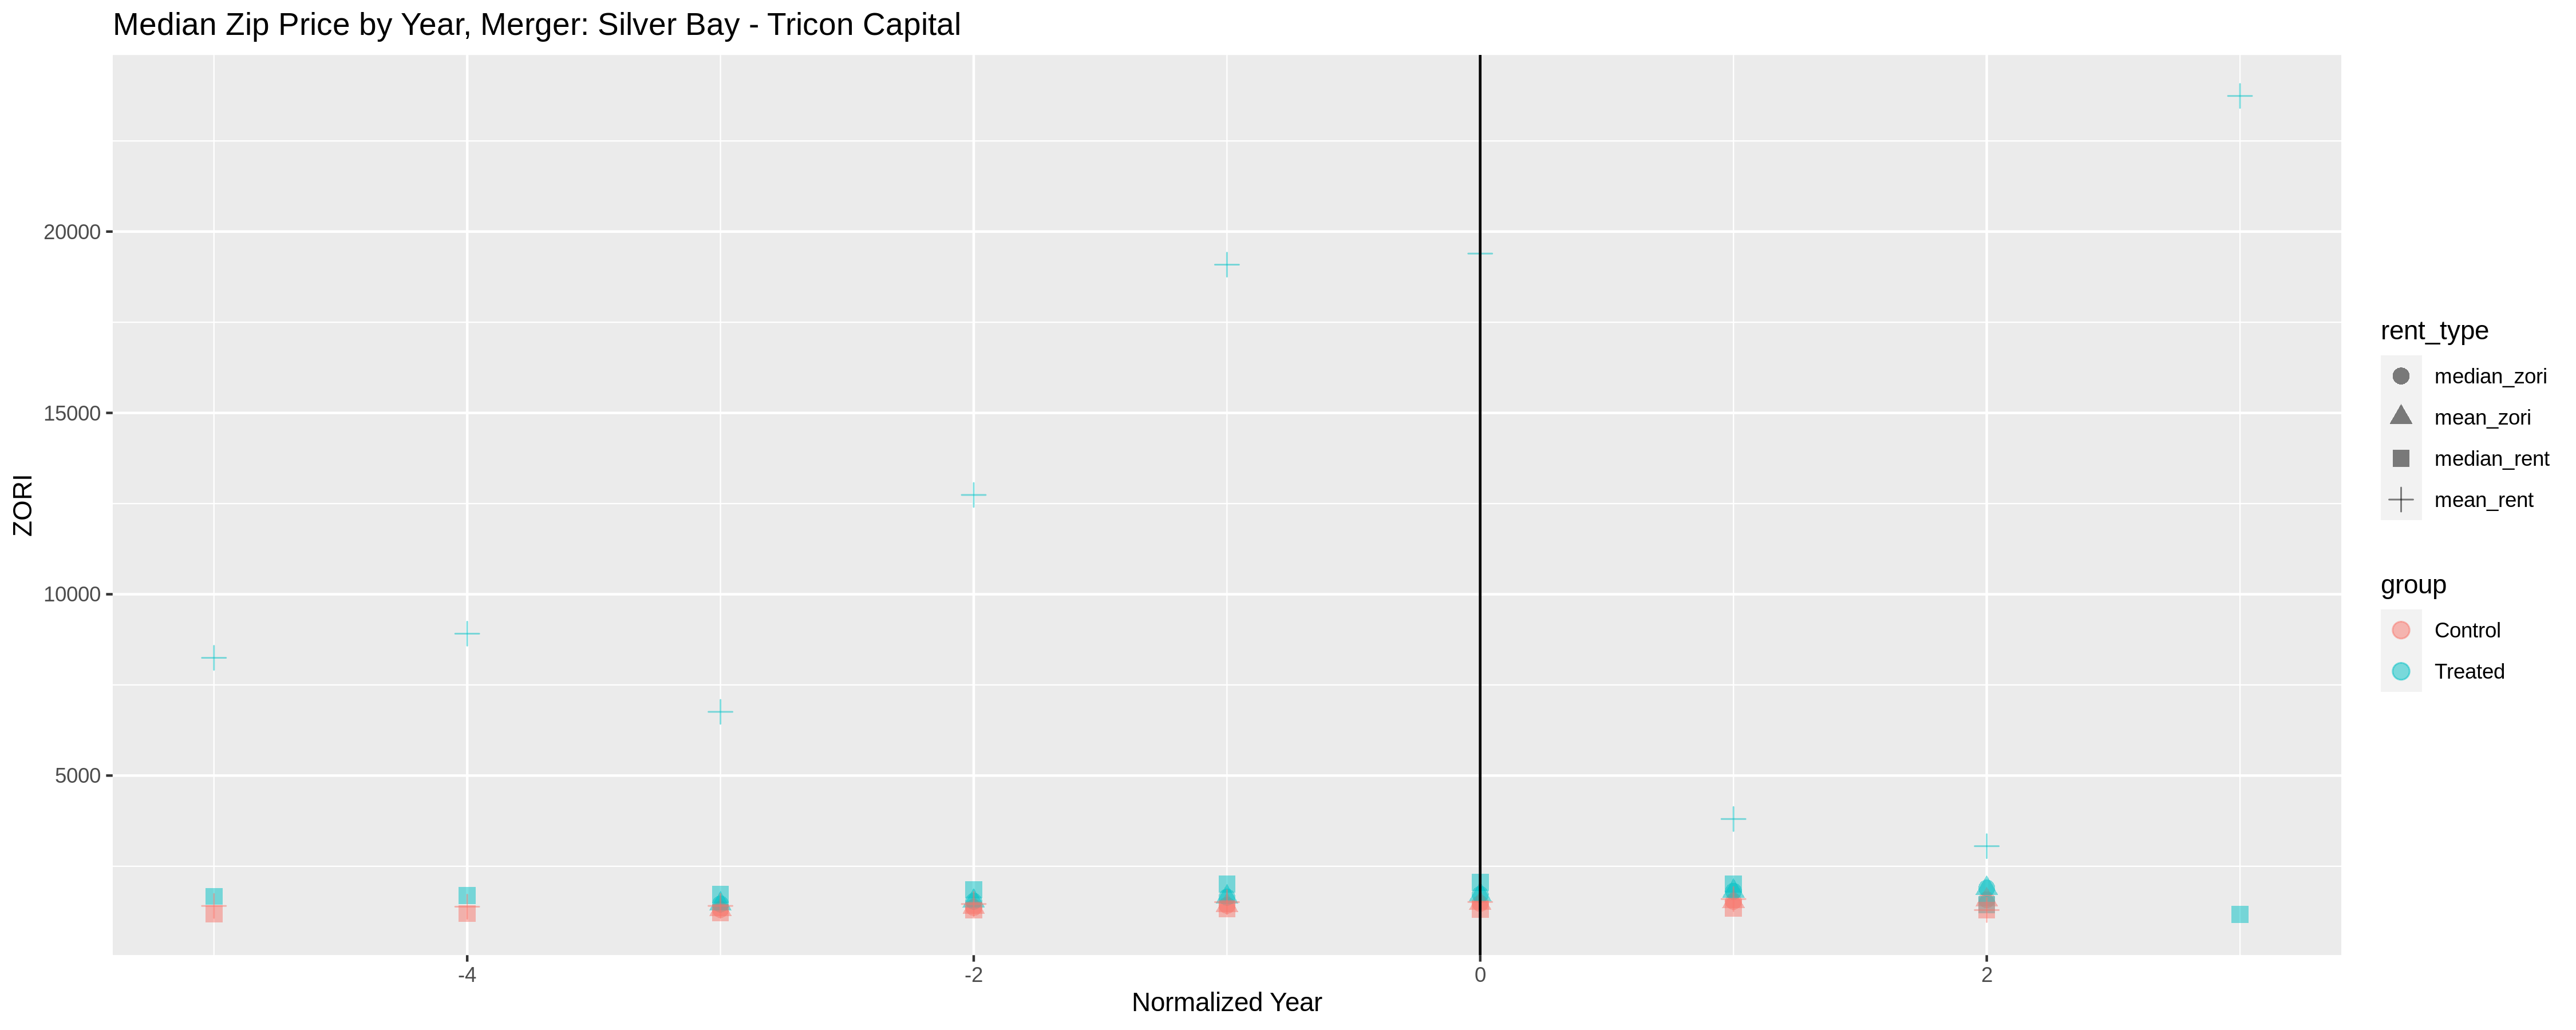 Median Zip Price by Year, Merger: Silver Bay - Tricon Capital
20000
15000
10000
5000
ZORI
-4
-2
0
2
Normalized Year
rent_type
median_zori
mean_zori
median_rent
mean_rent
group
Control
Treated